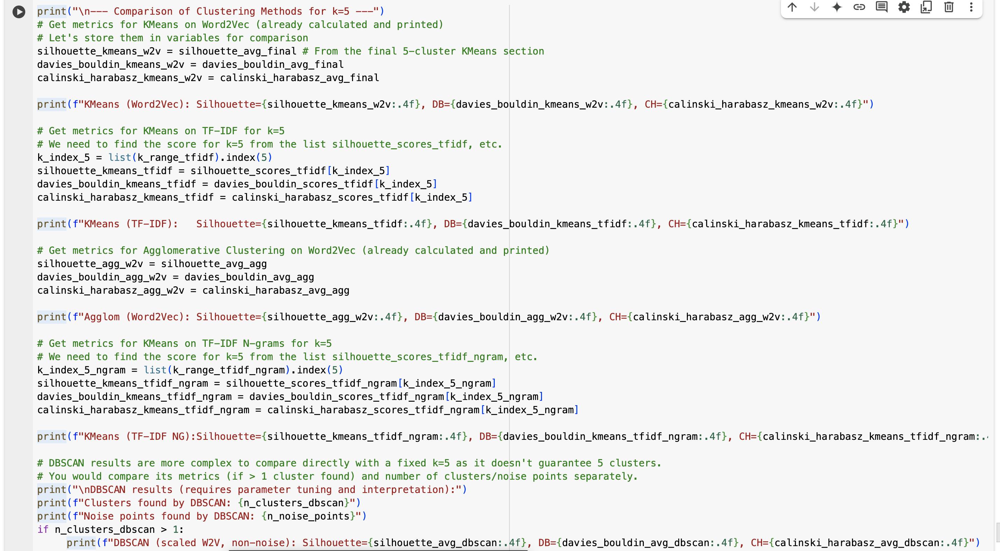 print("\n--- Comparison of Clustering Methods for k=5 ---")
# Get metrics for KMeans on Word2Vec (already calculated and printed)
# Let's store them in variables for comparison
silhouette_kmeans_w2v = silhouette_avg_final # From the final 5-cluster KMeans section
davies_bouldin_kmeans_w2v = davies_bouldin_avg_final
calinski_harabasz_kmeans_w2v = calinski_harabasz_avg_final

print(f"KMeans (Word2Vec): Silhouette={silhouette_kmeans_w2v:.4f}, DB={davies_bouldin_kmeans_w2v:.4f}, CH={calinski_harabasz_kmeans_w2v:.4f}")

# Get metrics for KMeans on TF-IDF for k=5
# We need to find the score for k=5 from the list silhouette_scores_tfidf, etc.
k_index_5 = list(k_range_tfidf).index(5)
silhouette_kmeans_tfidf = silhouette_scores_tfidf[k_index_5]
davies_bouldin_kmeans_tfidf = davies_bouldin_scores_tfidf[k_index_5]
calinski_harabasz_kmeans_tfidf = calinski_harabasz_scores_tfidf[k_index_5]

print(f"KMeans (TF-IDF):   Silhouette={silhouette_kmeans_tfidf:.4f}, DB={davies_bouldin_kmeans_tfidf:.4f}, CH={calinski_harabasz_kmeans_tfidf:.4f}")

# Get metrics for Agglomerative Clustering on Word2Vec (already calculated and printed)
silhouette_agg_w2v = silhouette_avg_agg
davies_bouldin_agg_w2v = davies_bouldin_avg_agg
calinski_harabasz_agg_w2v = calinski_harabasz_avg_agg

print(f"Agglom (Word2Vec): Silhouette={silhouette_agg_w2v:.4f}, DB={davies_bouldin_agg_w2v:.4f}, CH={calinski_harabasz_agg_w2v:.4f}")

# Get metrics for KMeans on TF-IDF N-grams for k=5
# We need to find the score for k=5 from the list silhouette_scores_tfidf_ngram, etc.
k_index_5_ngram = list(k_range_tfidf_ngram).index(5)
silhouette_kmeans_tfidf_ngram = silhouette_scores_tfidf_ngram[k_index_5_ngram]
davies_bouldin_kmeans_tfidf_ngram = davies_bouldin_scores_tfidf_ngram[k_index_5_ngram]
calinski_harabasz_kmeans_tfidf_ngram = calinski_harabasz_scores_tfidf_ngram[k_index_5_ngram]

print(f"KMeans (TF-IDF NG):Silhouette={silhouette_kmeans_tfidf_ngram:.4f}, DB={davies_bouldin_kmeans_tfidf_ngram:.4f}, CH={calinski_harabasz_kmeans_tfidf_ngram:.

# DBSCAN results are more complex to compare directly with a fixed k=5 as it doesn't guarantee 5 clusters.
# You would compare its metrics (if > 1 cluster found) and number of clusters/noise points separately.
print("\nDBSCAN results (requires parameter tuning and interpretation):")
print(f"Clusters found by DBSCAN: {n_clusters_dbscan}")
print(f"Noise points found by DBSCAN: {n_noise_points}")
if n_clusters_dbscan > 1:
     print(f"DBSCAN (scaled W2V, non-noise): Silhouette={silhouette_avg_dbscan:.4f}, DB={davies_bouldin_avg_dbscan:.4f}, CH={calinski_harabasz_avg_dbscan:.4f}")